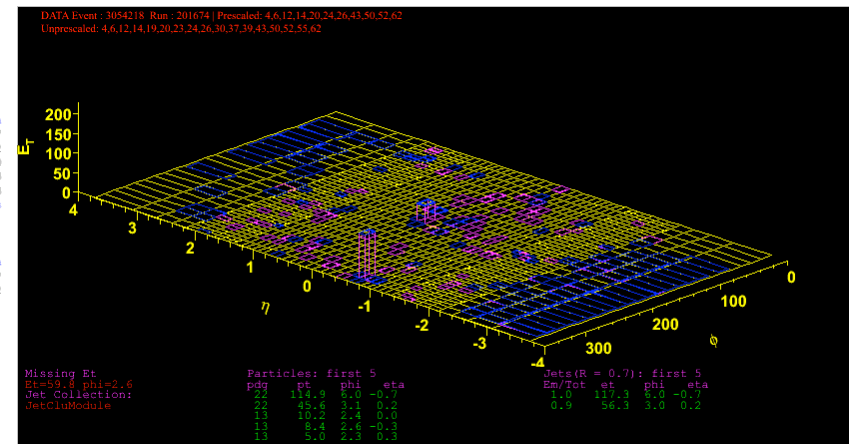 DATA Event : 3054218 Run : 201674 | Prescaled: 4,6,12,14,20,24,26,43,50,52,62
Unprescaled: 4,6,12,14,19,20,23,24,26,30,37,39,43,50,52,55,62
E_T
200
150
100
50
0
4
3
2
1
0
-1
-2
-3
-4
η
300
200
100
0
φ
Missing Et
Et=59.8 phi=2.6
Jet Collection:
JetCluModule
Particles: first 5
pdg pt phi eta
22 114.9 6.0 -0.7
22 45.6 3.1 0.2
13 10.2 2.4 0.0
13 8.4 2.6 -0.3
13 5.0 2.3 0.3
Jets(R = 0.7): first 5
Em/Tot et phi eta
1.0 117.3 6.0 -0.7
0.9 56.3 3.0 0.2